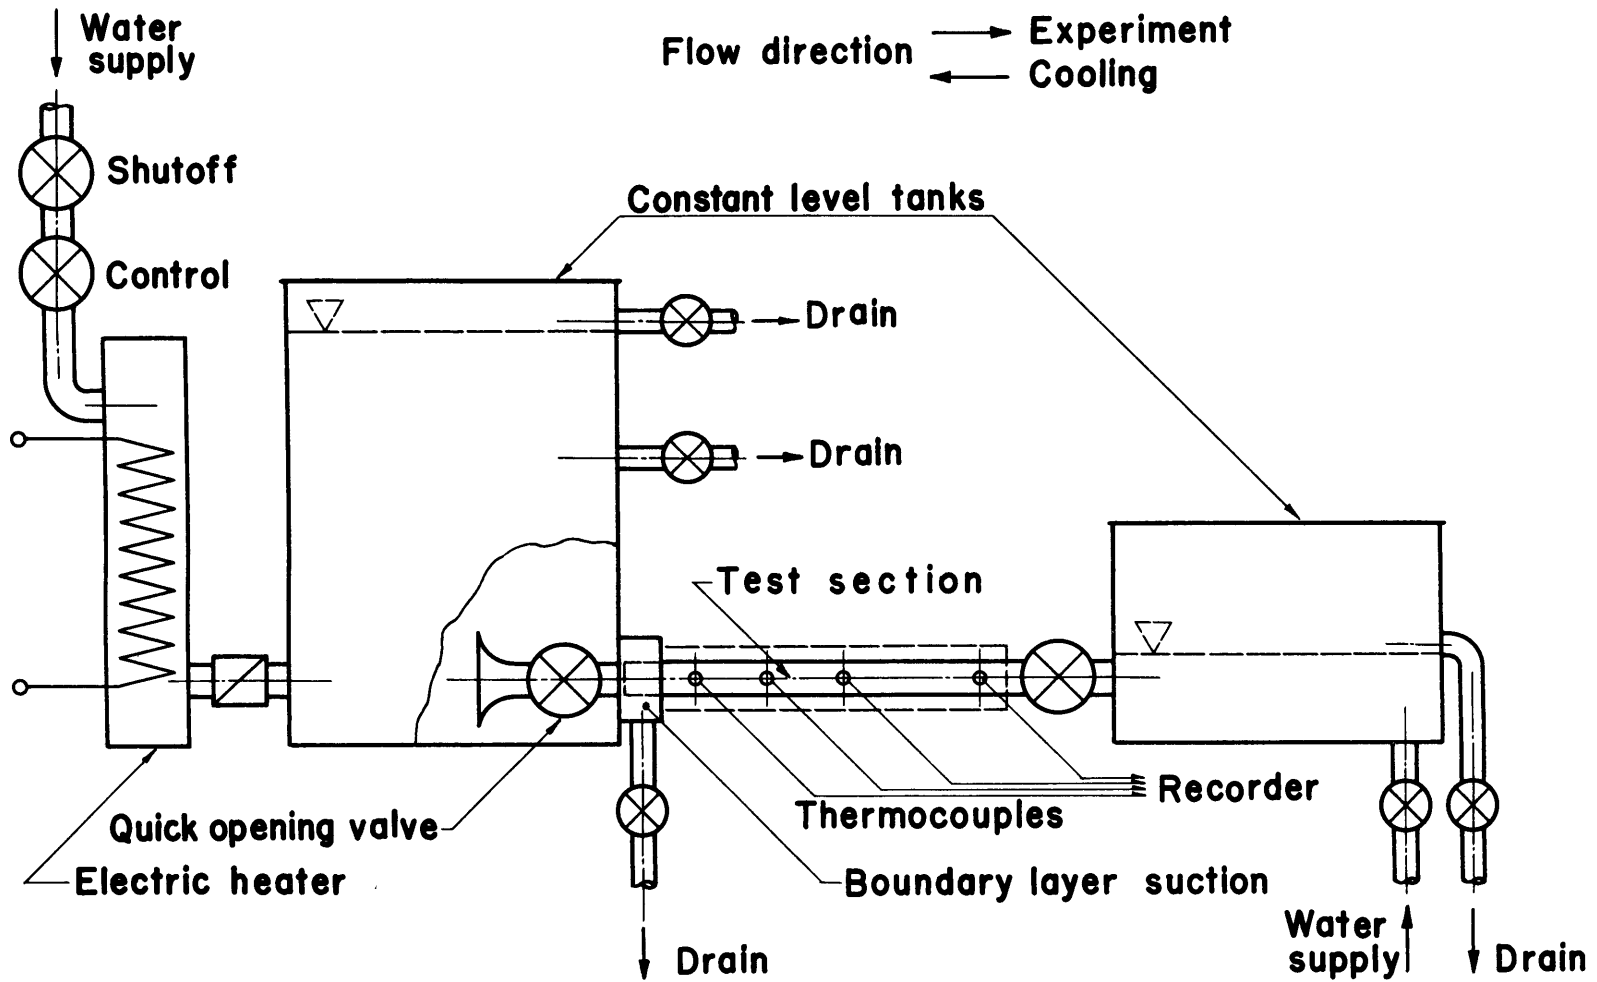 Water
supply
Flow direction
Experiment
Cooling
Shutoff
Control
Constant level tanks
Drain
Drain
Test section
Recorder
Thermocouples
Quick opening valve
Electric heater
Boundary layer suction
Water
supply
Drain
Drain